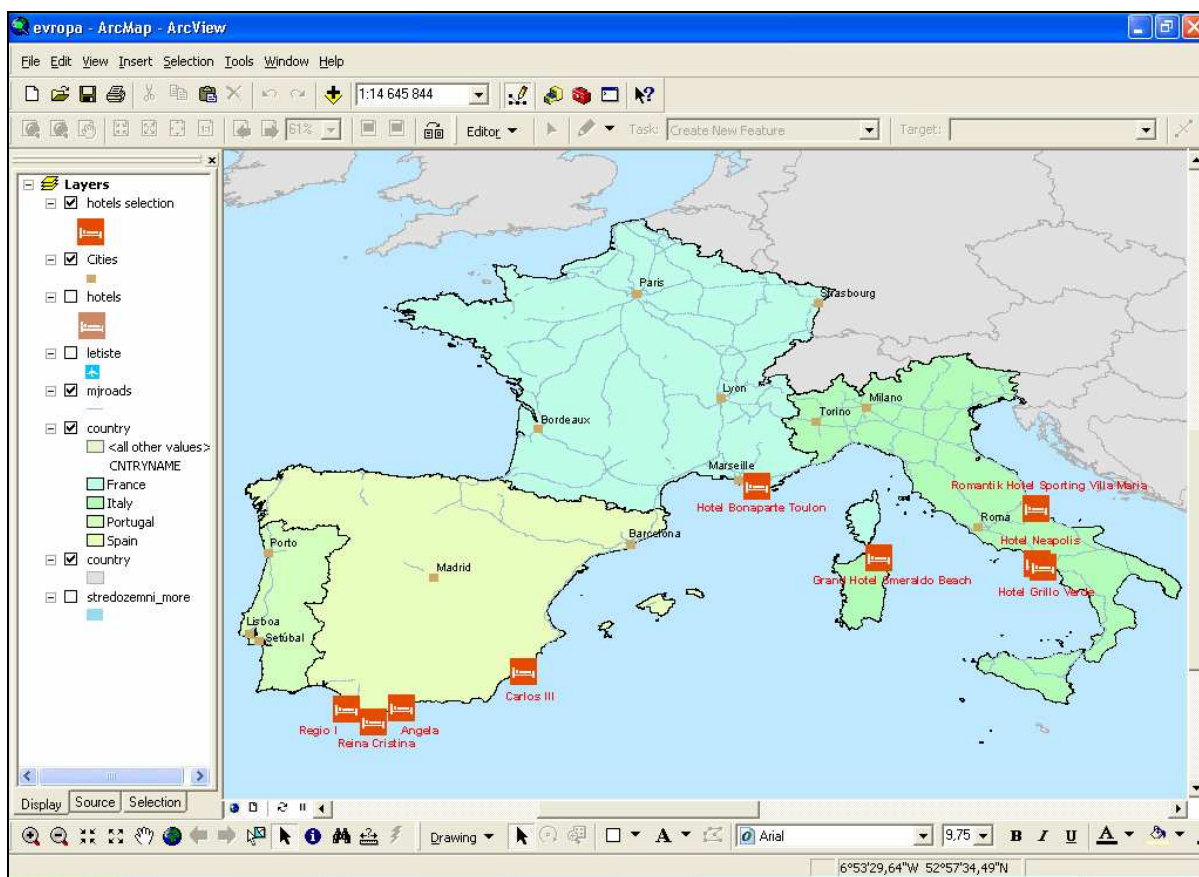 evropa - ArcMap - ArcView
File Edit View Insert Selection Tools Window Help
1:14 645 844
61%
Editor
Task:
Create New Feature
Target:
Layers
hotels selection
Cities
hotels
letiste
mjroads
country
<all other values>
CNTRYNAME
France
Italy
Portugal
Spain
country
stredozemni_more
Display
Source
Selection
Paris
Strasbourg
Lyon
Milano
Torino
Bordeaux
Marseille
Hotel Bonaparte Toulon
Romantik Hotel Sporting Villa Maria
Roma
Hotel Neapolis
Barcelona
Porto
Madrid
Grand Hotel Smeraldo Beach
Hotel Grillo Verde
Lisboa
Setúbal
Carlos III
Regio I
Angela
Reina Cristina
Drawing
Arial
9,75
B I U A
6°53'29,64"W 52°57'34,49"N